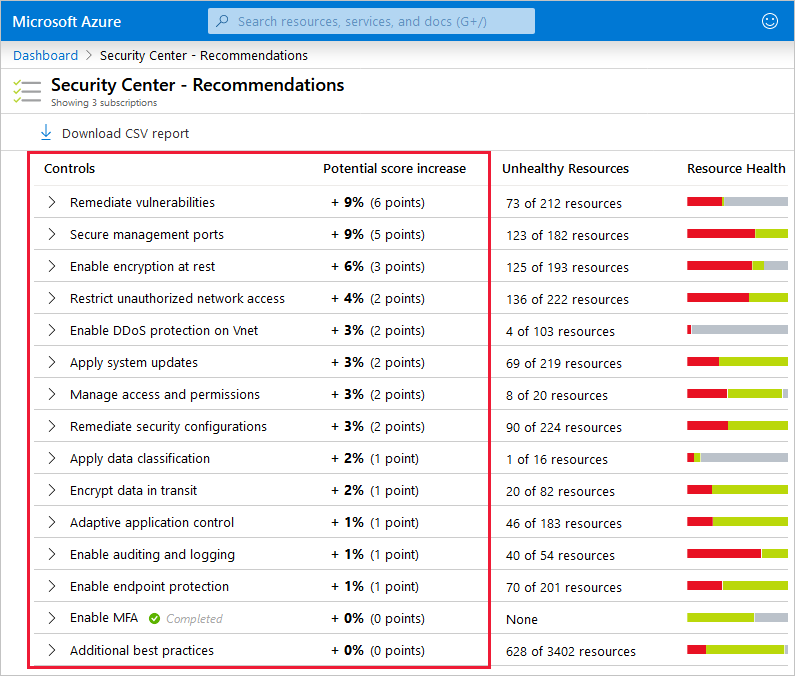 Microsoft Azure
Search resources, services, and docs (G+/)
Dashboard > Security Center - Recommendations
Security Center - Recommendations
Showing 3 subscriptions
Download CSV report
Controls Potential score increase Unhealthy Resources Resource Health
Remediate vulnerabilities + 9% (6 points) 73 of 212 resources
Secure management ports + 9% (5 points) 123 of 182 resources
Enable encryption at rest + 6% (3 points) 125 of 193 resources
Restrict unauthorized network access + 4% (2 points) 136 of 222 resources
Enable DDoS protection on Vnet + 3% (2 points) 4 of 103 resources
Apply system updates + 3% (2 points) 69 of 219 resources
Manage access and permissions + 3% (2 points) 8 of 20 resources
Remediate security configurations + 3% (2 points) 90 of 224 resources
Apply data classification + 2% (1 point) 1 of 16 resources
Encrypt data in transit + 2% (1 point) 20 of 82 resources
Adaptive application control + 1% (1 point) 46 of 183 resources
Enable auditing and logging + 1% (1 point) 40 of 54 resources
Enable endpoint protection + 1% (1 point) 70 of 201 resources
Enable MFA Completed + 0% (0 points) None
Additional best practices + 0% (0 points) 628 of 3402 resources